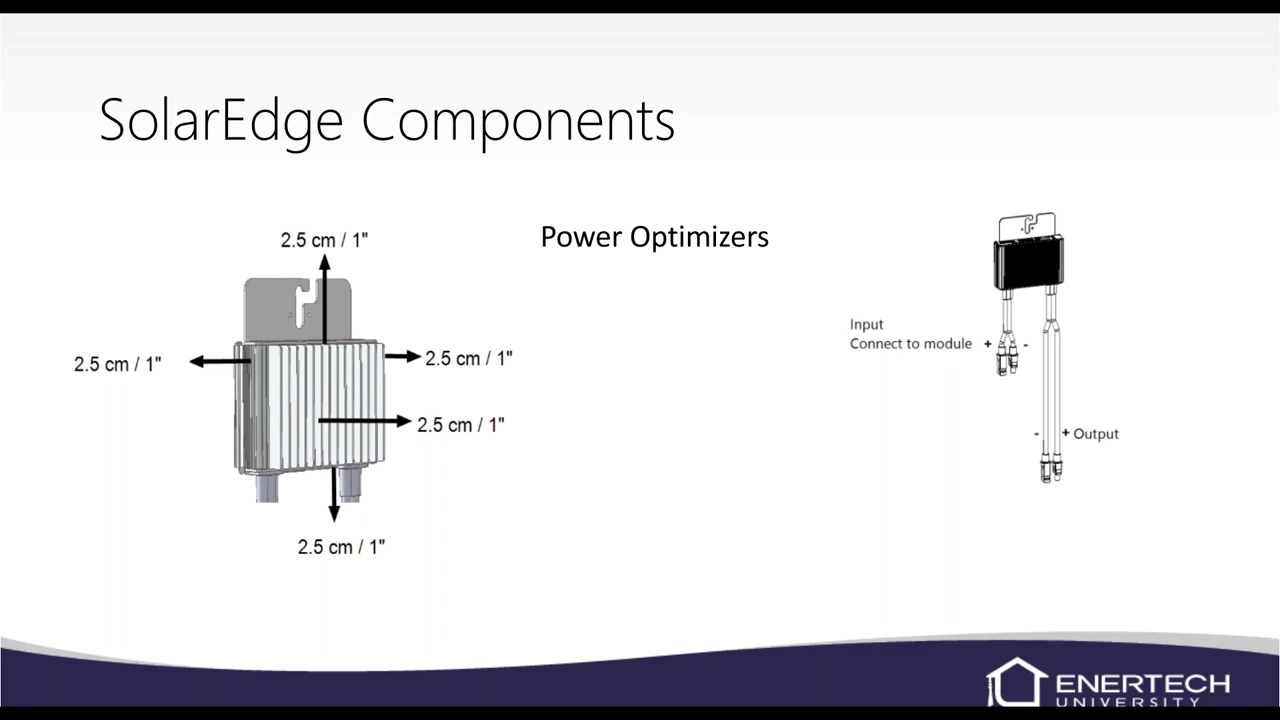 SolarEdge Components
Power Optimizers
2.5 cm / 1"
2.5 cm / 1"
2.5 cm / 1"
2.5 cm / 1"
2.5 cm / 1"
Input
Connect to module + -
- + Output
ENERTECH
UNIVERSITY